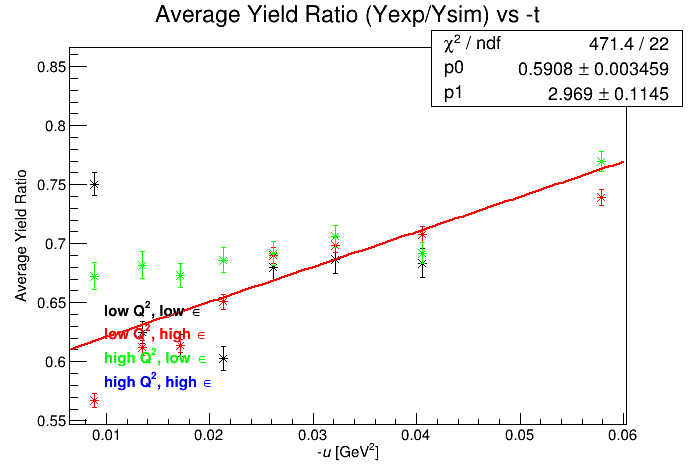 Average Yield Ratio (Yexp/Ysim) vs -t
χ² / ndf 471.4 / 22
p0 0.5908 ± 0.003459
p1 2.969 ± 0.1145
Average Yield Ratio
0.85
0.8
0.75
0.7
0.65
0.6
0.55
low Q², low ∈
low Q², high ∈
high Q², low ∈
high Q², high ∈
0.01 0.02 0.03 0.04 0.05 0.06
-u [GeV²]